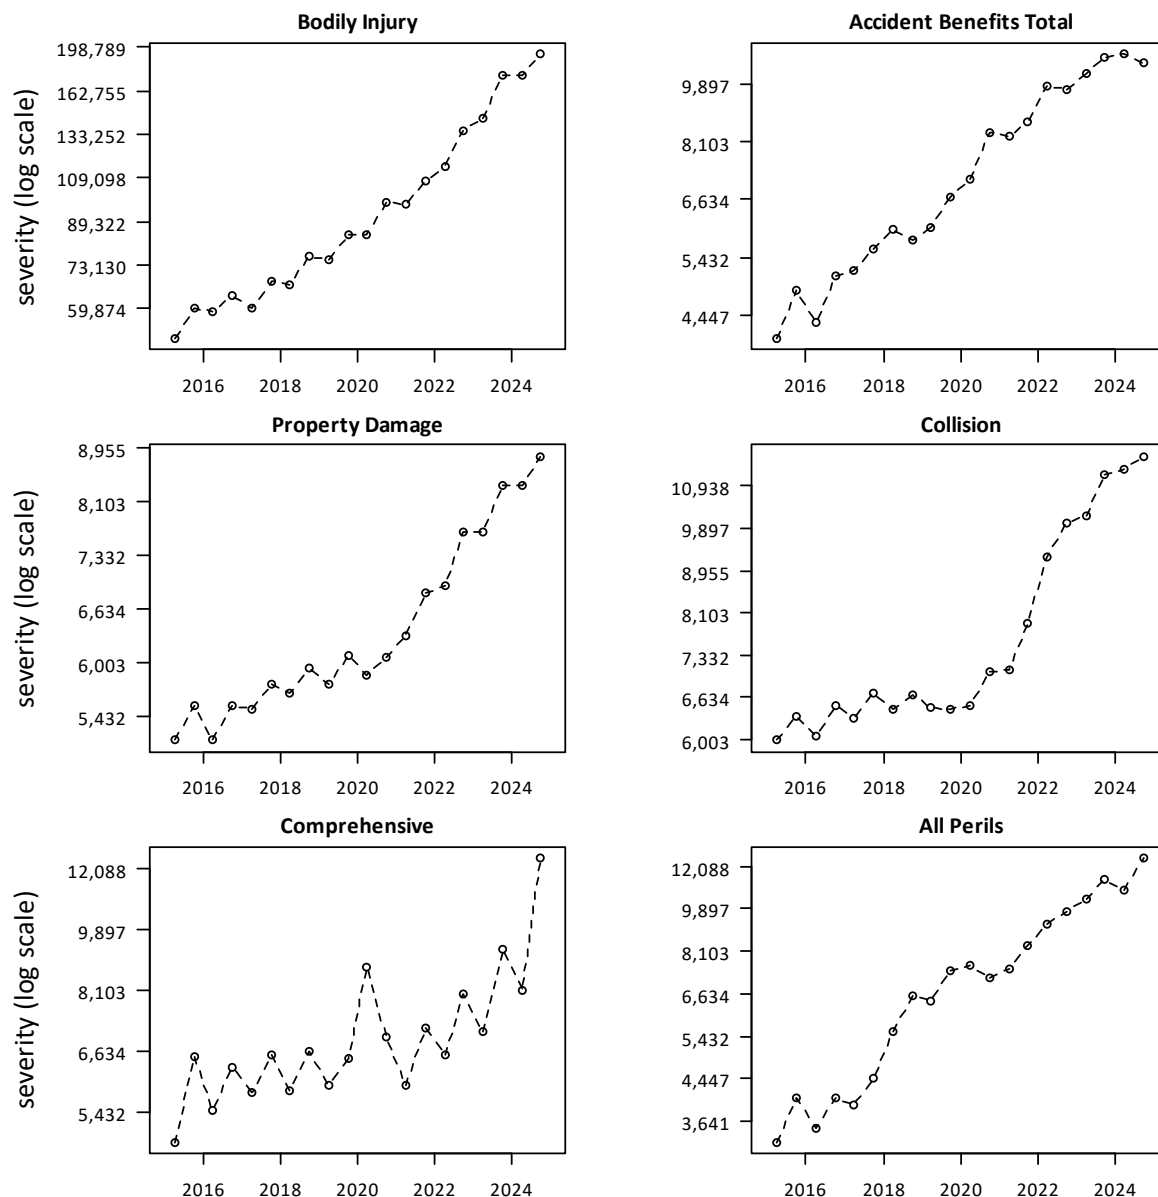 Bodily Injury
severity (log scale)
198,789
162,755
133,252
109,098
89,322
73,130
59,874
2016 2018 2020 2022 2024
Accident Benefits Total
9,897
8,103
6,634
5,432
4,447
2016 2018 2020 2022 2024
Property Damage
severity (log scale)
8,955
8,103
7,332
6,634
6,003
5,432
2016 2018 2020 2022 2024
Collision
10,938
9,897
8,955
8,103
7,332
6,634
6,003
2016 2018 2020 2022 2024
Comprehensive
severity (log scale)
12,088
9,897
8,103
6,634
5,432
2016 2018 2020 2022 2024
All Perils
12,088
9,897
8,103
6,634
5,432
4,447
3,641
2016 2018 2020 2022 2024